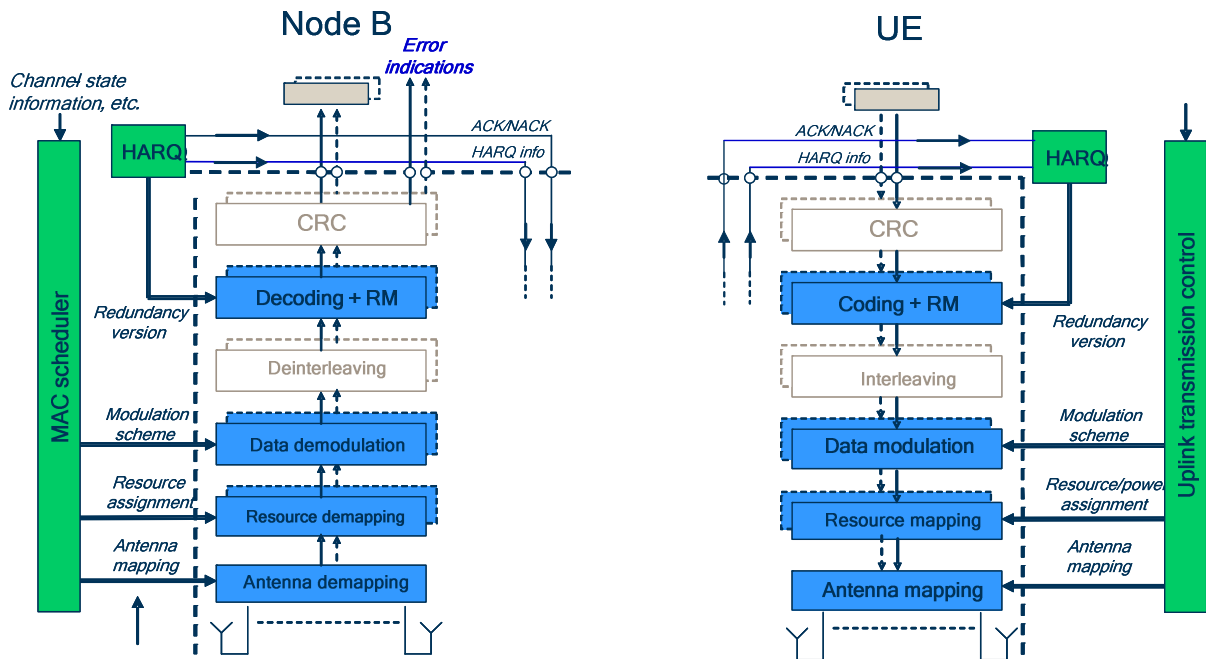 Node B
UE
Error
indications
Channel state
information, etc.
ACK/NACK
HARQ info
HARQ
CRC
Decoding + RM
Redundancy
version
Deinterleaving
MAC scheduler
Modulation
scheme
Data demodulation
Resource
assignment
Resource demapping
Antenna
mapping
Antenna demapping
ACK/NACK
HARQ info
HARQ
CRC
Coding + RM
Redundancy
version
Interleaving
Uplink transmission control
Modulation
scheme
Data modulation
Resource/power
assignment
Resource mapping
Antenna
mapping
Antenna mapping